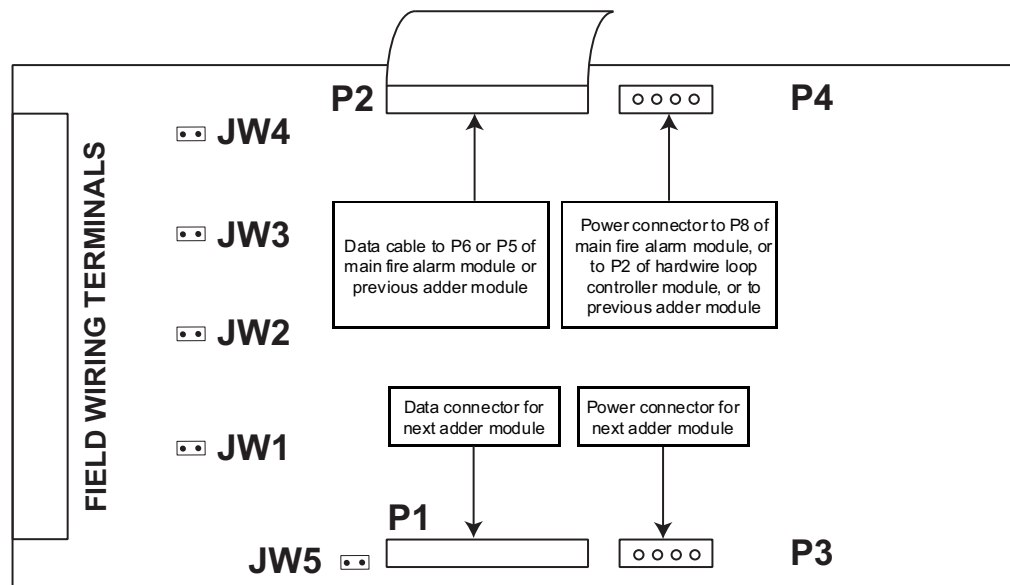 P2
P4
JW4
FIELD WIRING TERMINALS
JW3
Data cable to P6 or P5 of
main fire alarm module or
previous adder module
Power connector to P8 of
main fire alarm module, or
to P2 of hardwire loop
controller module, or to
previous adder module
JW2
Data connector for
next adder module
Power connector for
next adder module
JW1
P1
JW5
P3